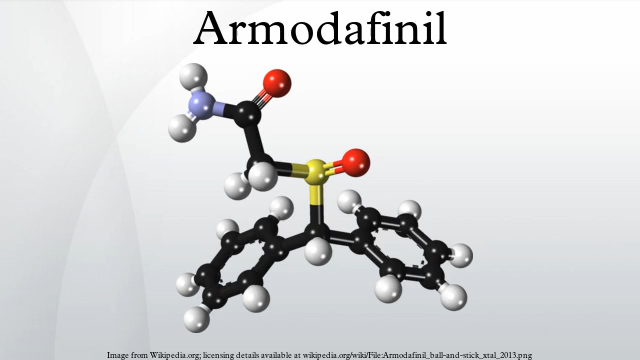 Armodafinil
Image from Wikipedia.org; licensing details available at wikipedia.org/wiki/File:Armodafinil_ball-and-stick_xtal_2013.png